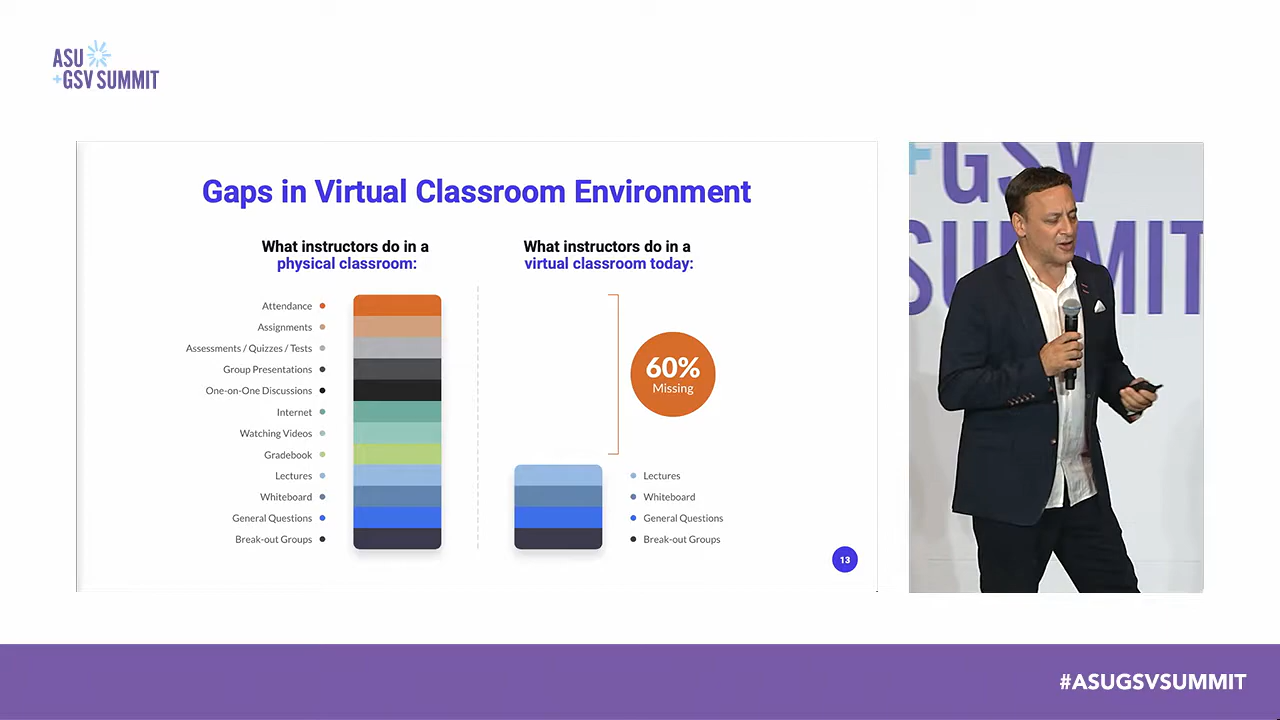 ASU
+GSV SUMMIT
Gaps in Virtual Classroom Environment
What instructors do in a
physical classroom:
What instructors do in a
virtual classroom today:
Attendance
Assignments
Assessments / Quizzes / Tests
Group Presentations
One-on-One Discussions
Internet
Watching Videos
Gradebook
Lectures
Whiteboard
General Questions
Break-out Groups
60%
Missing
Lectures
Whiteboard
General Questions
Break-out Groups
13
+GSV
SUMMIT
#ASUGSVSUMMIT